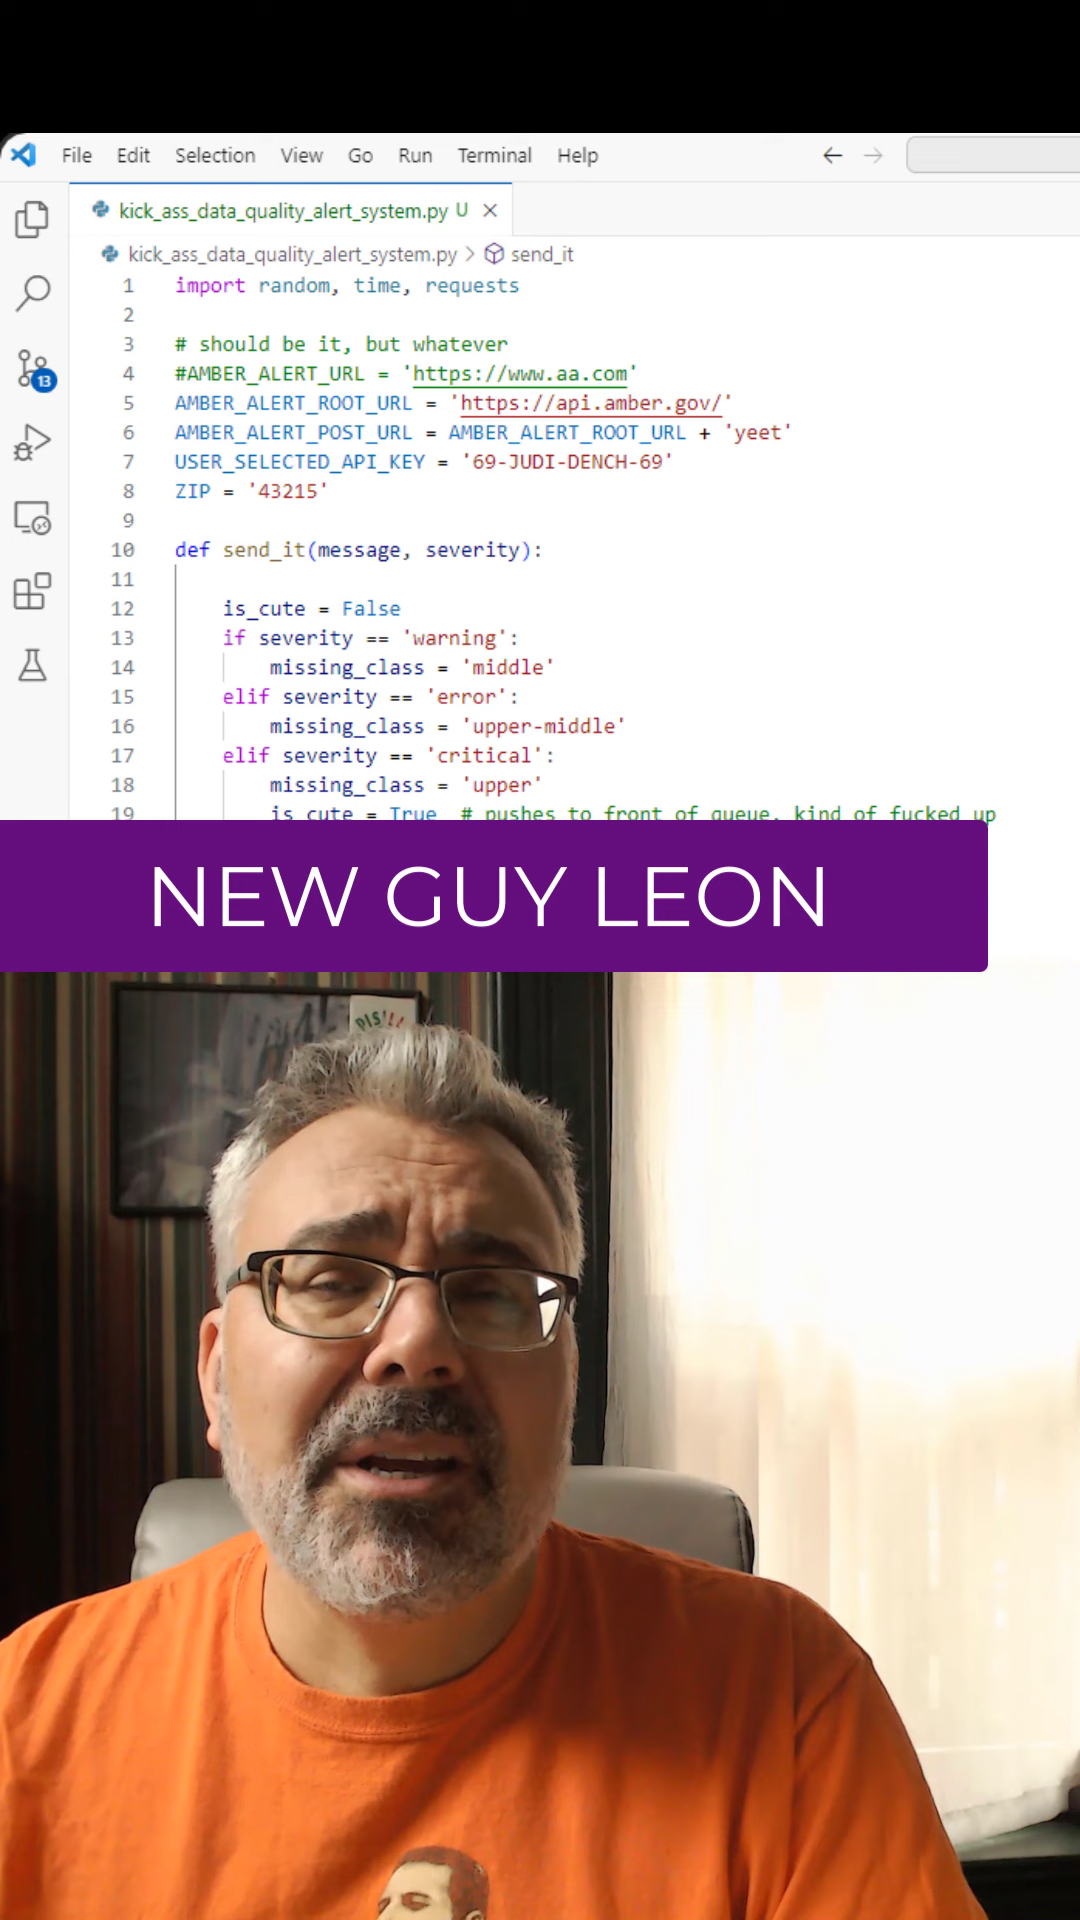 File Edit Selection View Go Run Terminal Help
kick_ass_data_quality_alert_system.py U
kick_ass_data_quality_alert_system.py > send_it
1 import random, time, requests
2
3 # should be it, but whatever
4 #AMBER_ALERT_URL = 'https://www.aa.com'
5 AMBER_ALERT_ROOT_URL = 'https://api.amber.gov/'
6 AMBER_ALERT_POST_URL = AMBER_ALERT_ROOT_URL + 'yeet'
7 USER_SELECTED_API_KEY = '69-JUDI-DENCH-69'
8 ZIP = '43215'
9
10 def send_it(message, severity):
11
12 is_cute = False
13 if severity == 'warning':
13
14 missing_class = 'middle'
15 elif severity == 'error':
16 missing_class = 'upper-middle'
17 elif severity == 'critical':
18 missing_class = 'upper'
19 is_cute = True # pushes to front of queue, kind of fucked up
NEW GUY LEON